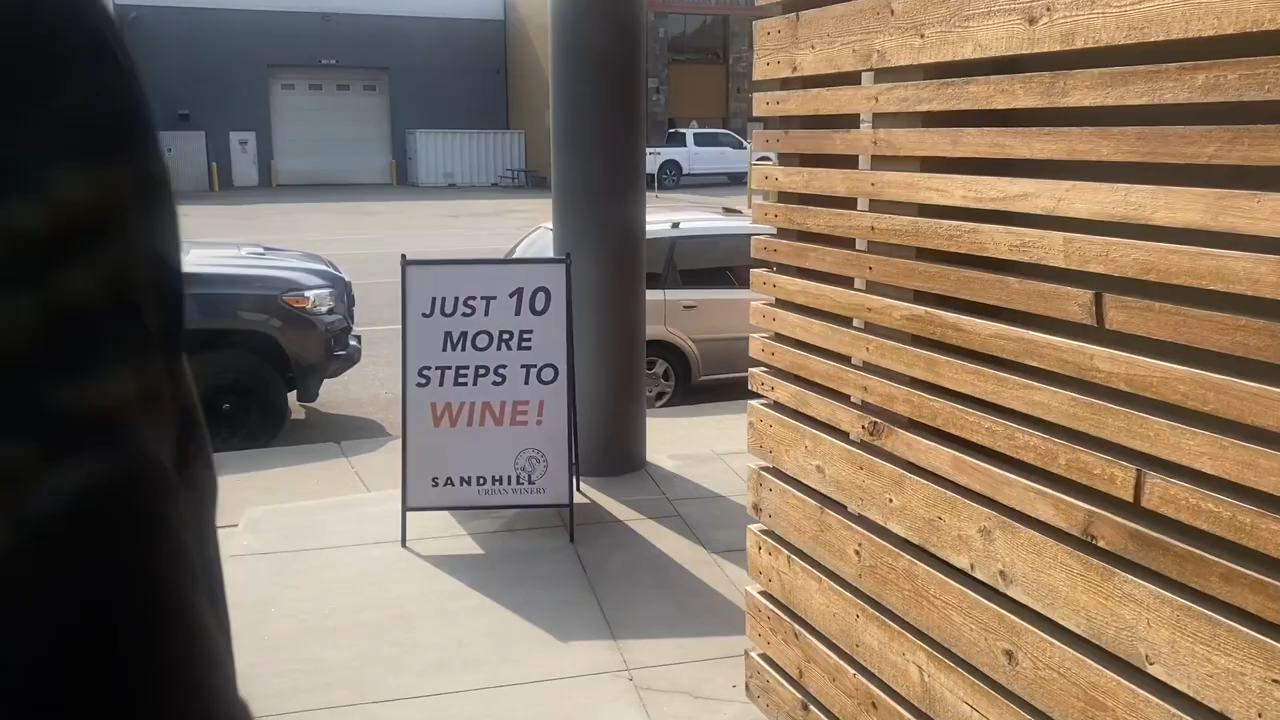 JUST 10
MORE
STEPS TO
WINE!
SANDHILL
URBAN WINERY